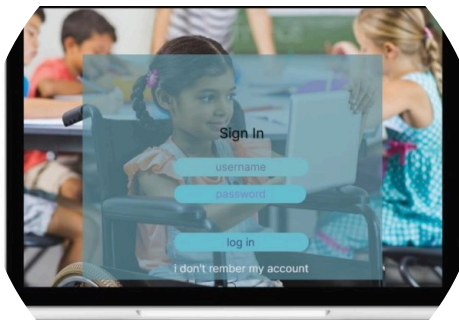 Sign In
username
password
log in
I don't rember my account